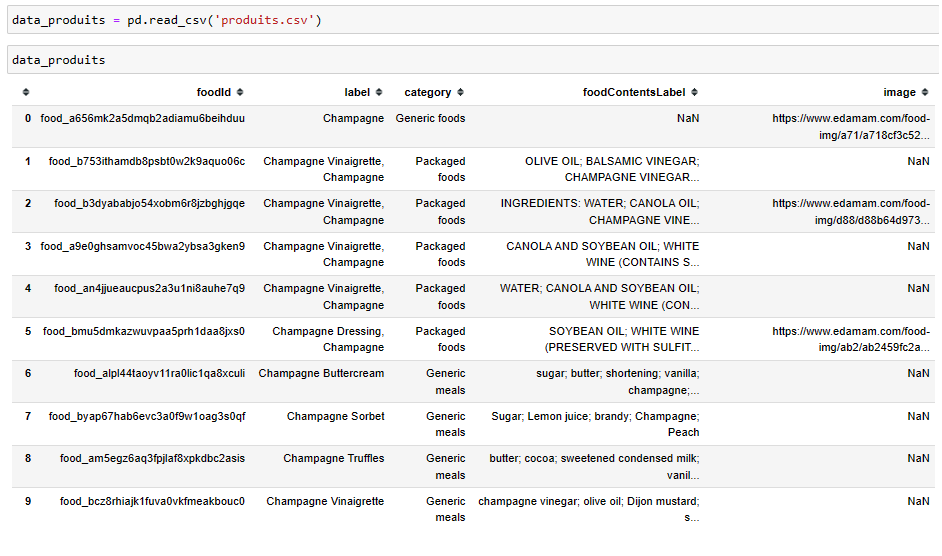 data_produits = pd.read_csv('produits.csv')
data_produits
foodId label category foodContentsLabel image
0 food_a656mk2a5dmqb2adiamu6beihduu Champagne Generic foods NaN https://www.edamam.com/food-
img/a71/a718cf3c52...
1 food_b753ithamdb8psbt0w2k9aquo06c Champagne Vinaigrette, Packaged OLIVE OIL; BALSAMIC VINEGAR; NaN
Champagne foods CHAMPAGNE VINEGAR...
2 food_b3dyababjo54xobm6r8jzbghjgqe Champagne Vinaigrette, Packaged INGREDIENTS: WATER; CANOLA OIL; https://www.edamam.com/food-
Champagne foods CHAMPAGNE VINE... img/d88/d88b64d973...
3 food_a9e0ghsamvoc45bwa2ybsa3gken9 Champagne Vinaigrette, Packaged CANOLA AND SOYBEAN OIL; WHITE NaN
Champagne foods WINE (CONTAINS S...
4 food_an4jjueaucpus2a3u1ni8auhe7q9 Champagne Vinaigrette, Packaged WATER; CANOLA AND SOYBEAN OIL; NaN
Champagne foods WHITE WINE (CON...
5 food_bmu5dmkazwuvpaa5prh1daa8jxs0 Champagne Dressing, Packaged SOYBEAN OIL; WHITE WINE https://www.edamam.com/food-
Champagne foods (PRESERVED WITH SULFIT... img/ab2/ab2459fc2a...
6 food_alpl44taoyv11ra0lic1qa8xculi Champagne Buttercream Generic sugar; butter; shortening; vanilla; NaN
meals champagne;...
7 food_byap67hab6evc3a0f9w1oag3s0qf Champagne Sorbet Generic Sugar; Lemon juice; brandy; Champagne; NaN
meals Peach
8 food_am5egz6aq3fpjlaf8xpkdbc2asis Champagne Truffles Generic butter; cocoa; sweetened condensed milk; NaN
meals vanil...
9 food_bcz8rhiajk1fuva0vkfmeakbouc0 Champagne Vinaigrette Generic champagne vinegar; olive oil; Dijon mustard; NaN
meals s...